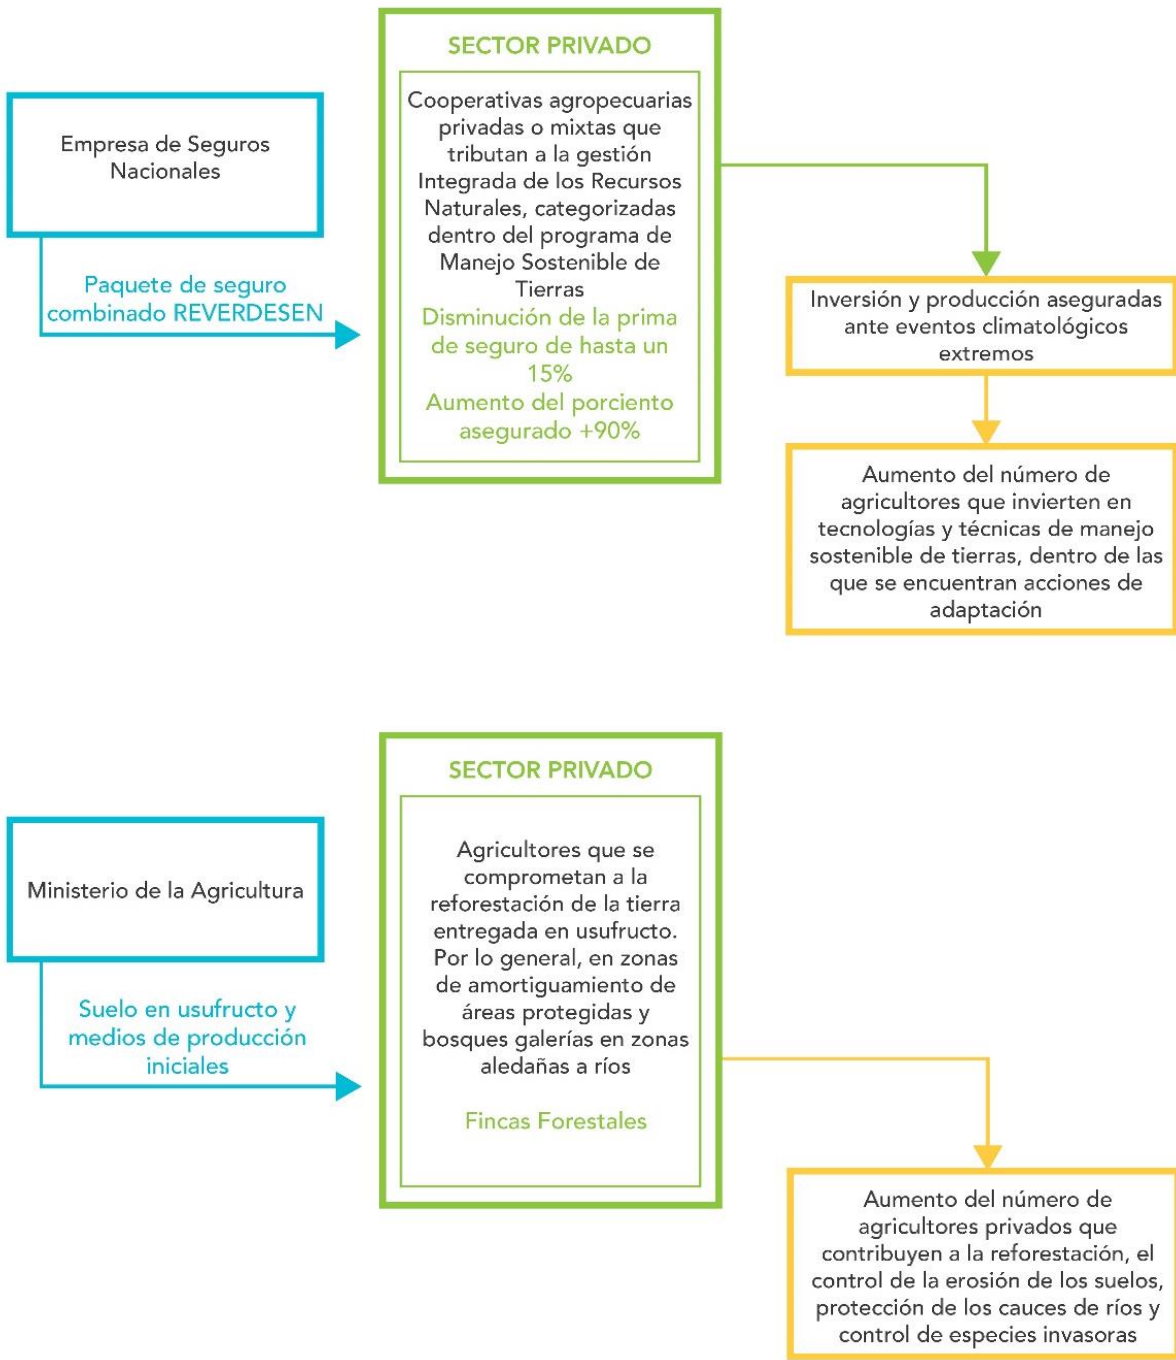 SECTOR PRIVADO
Cooperativas agropecuarias
privadas o mixtas que
tributan a la gestión
Integrada de los Recursos
Naturales, categorizadas
dentro del programa de
Manejo Sostenible de
Tierras
Disminución de la prima
de seguro de hasta un
15%
Aumento del porciento
asegurado +90%
Empresa de Seguros
Nacionales
Paquete de seguro
combinado REVERDESEN
Inversión y producción aseguradas
ante eventos climatológicos
extremos
Aumento del número de
agricultores que invierten en
tecnologías y técnicas de manejo
sostenible de tierras, dentro de las
que se encuentran acciones de
adaptación
SECTOR PRIVADO
Agricultores que se
comprometan a la
reforestación de la tierra
entregada en usufructo.
Por lo general, en zonas
de amortiguamiento de
áreas protegidas y
bosques galerías en zonas
aledañas a ríos
Fincas Forestales
Ministerio de la Agricultura
Suelo en usufructo y
medios de producción
iniciales
Aumento del número de
agricultores privados que
contribuyen a la reforestación, el
control de la erosión de los suelos,
protección de los cauces de ríos y
control de especies invasoras